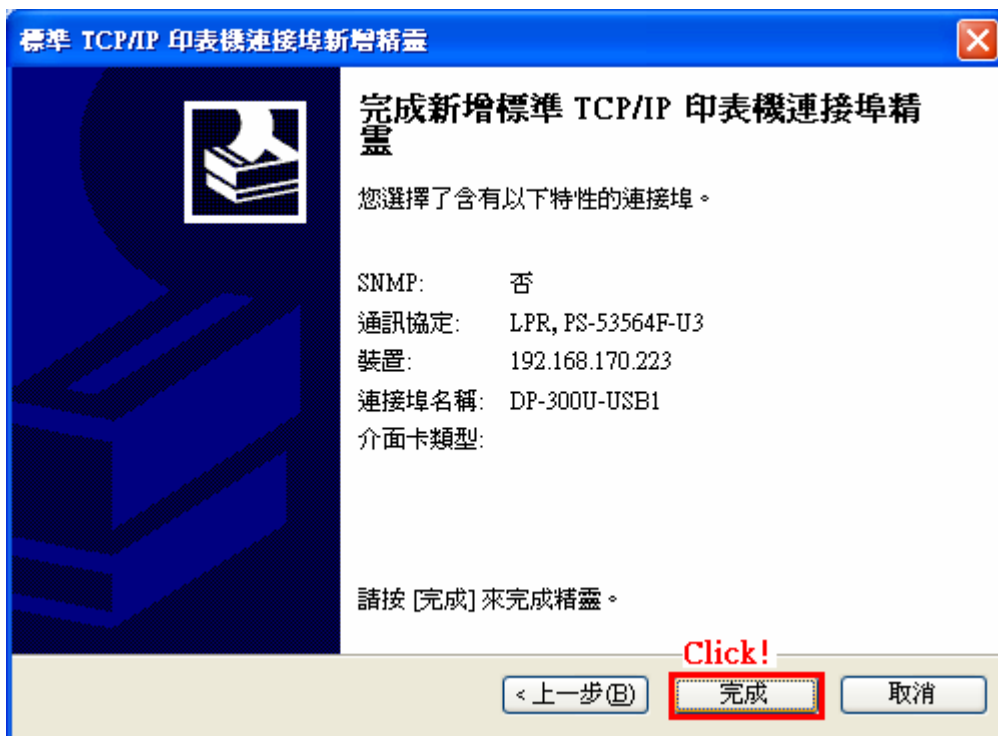 標準 TCP/IP 印表機連接埠新增精靈
完成新增標準 TCP/IP 印表機連接埠精
靈
您選擇了含有以下特性的連接埠。
SNMP: 否
通訊協定: LPR, PS-53564F-U3
裝置: 192.168.170.223
連接埠名稱: DP-300U-USB1
介面卡類型:
請按 [完成] 來完成精靈。
Click!
< 上一步(B) 完成 取消